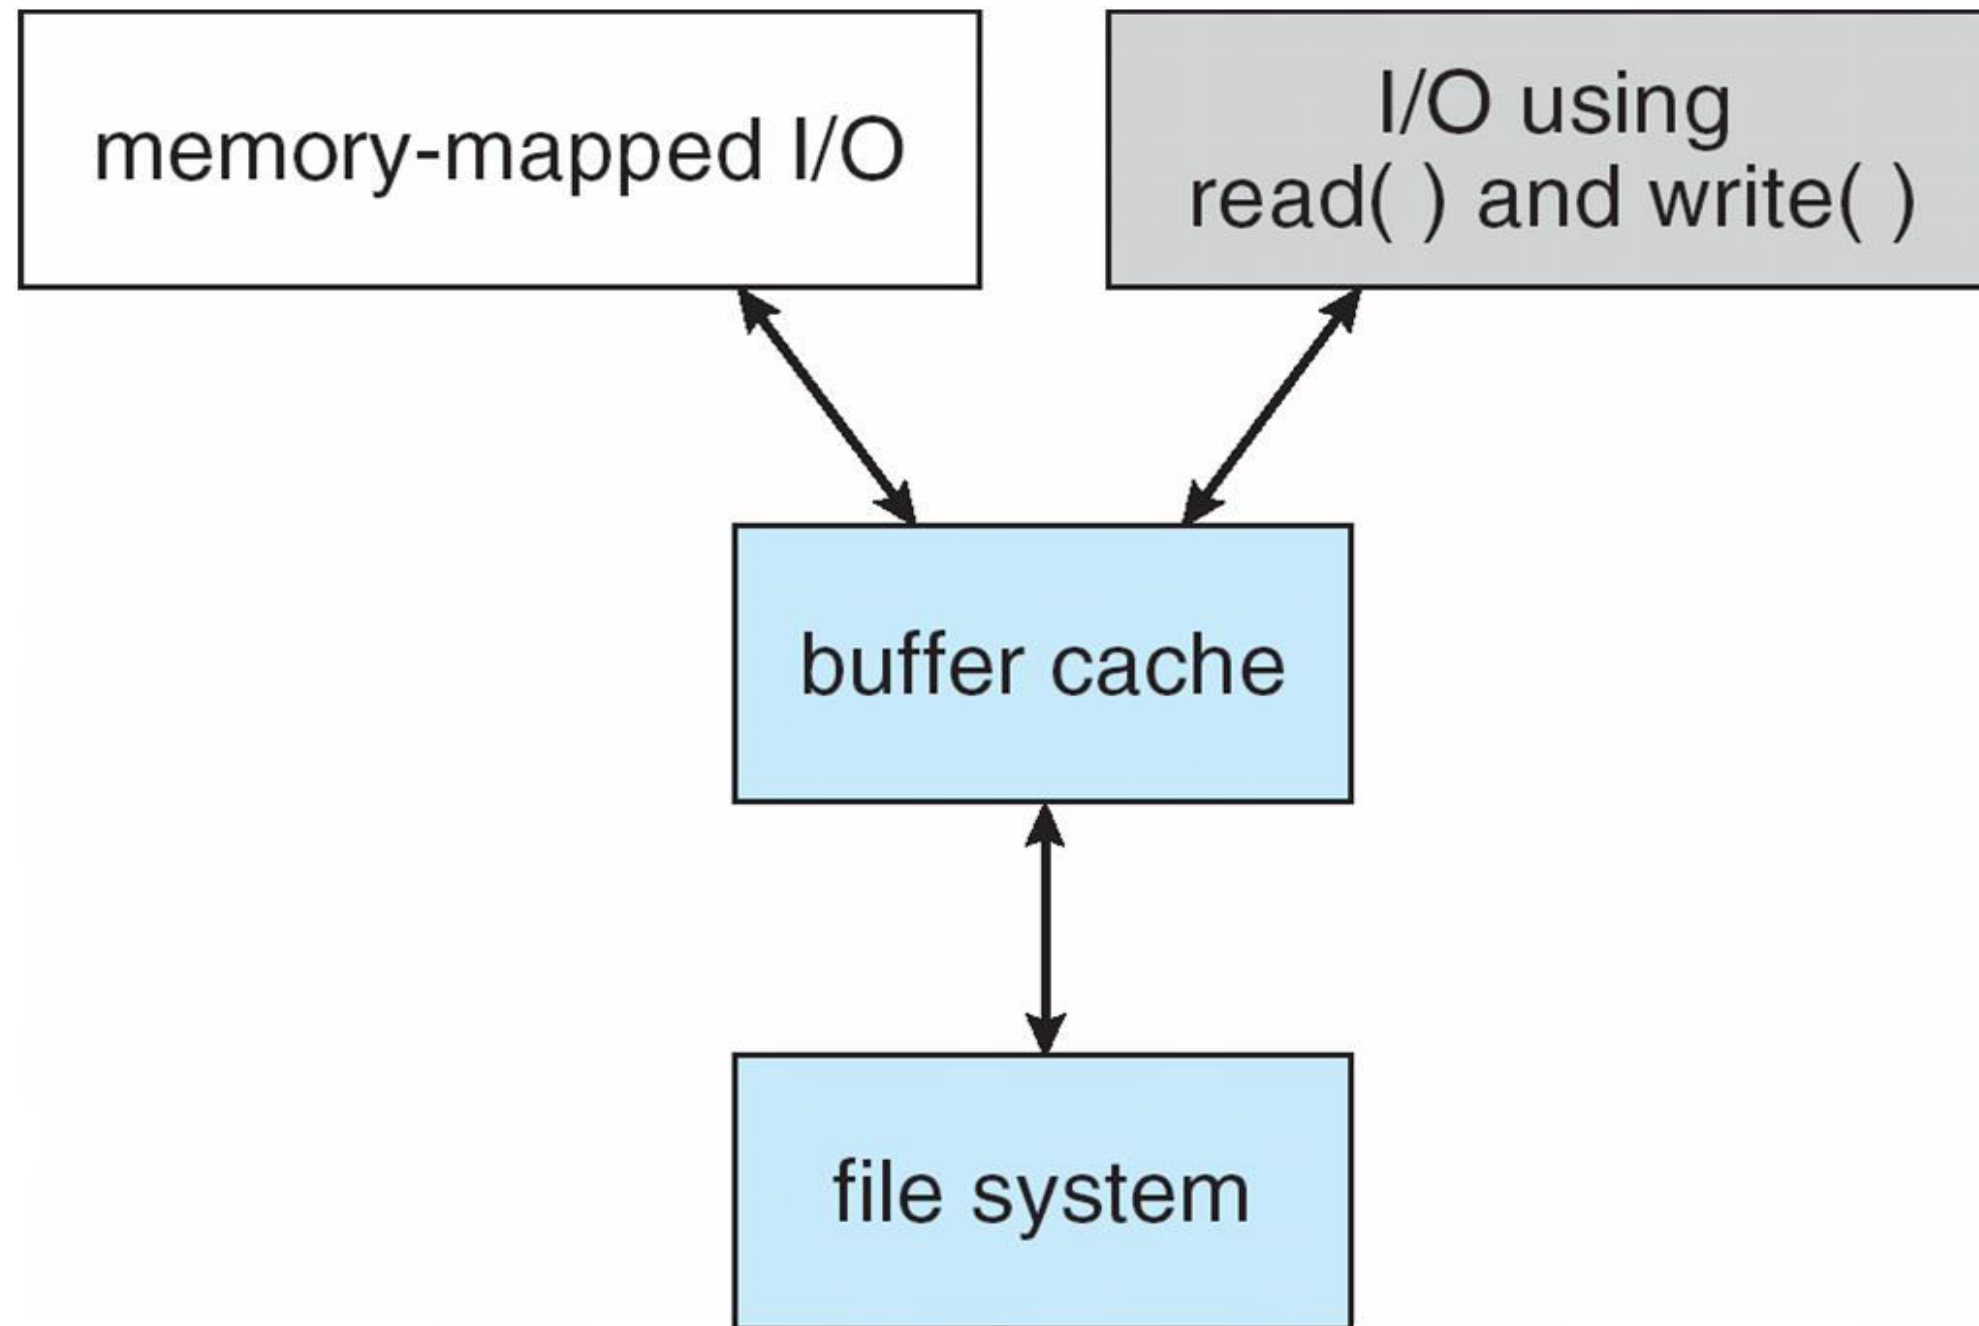 memory-mapped I/O
I/O using
read( ) and write( )
buffer cache
file system